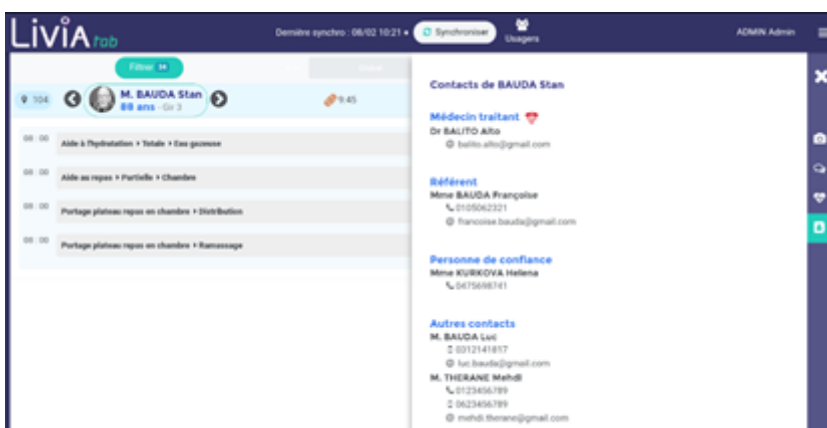 LiViA tab
Dernière synchro : 08/02 10:21
Synchroniser
Usagers
ADMIN Admin
Filtrer
104
M. BAUDA Stan
88 ans - Gir 3
9:45
08 : 00 Aide à l'hydratation Totale Eau gazeuse
08 : 00 Aide au repas Partielle Chambre
08 : 00 Portage plateau repas en chambre Distribution
08 : 00 Portage plateau repas en chambre Ramassage
Contacts de BAUDA Stan
Médecin traitant
Dr BALITO Alto
balito.alto@gmail.com
Référent
Mme BAUDA Françoise
0105062321
francoise.bauda@gmail.com
Personne de confiance
Mme KURKOVA Helena
0475698741
Autres contacts
M. BAUDA Luc
0312141817
luc.bauda@gmail.com
M. THERANE Mehdi
0123456789
0623456789
mehdi.therane@gmail.com